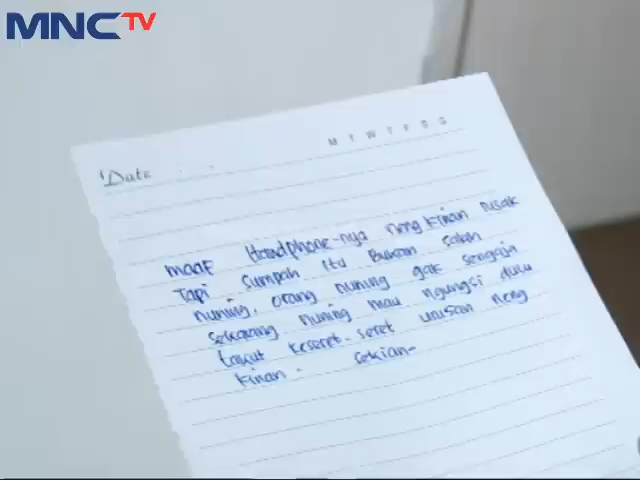 MNCTV
Date
M T W T F S S
maaf Handphone-nya neng Kinan rusak
Tapi sumpah itu Bukan salah
nuning. orang nuning gak sengaja
sekarang nuning mau ngungsi dulu
takut keseret-seret urusan neng
Kinan. sekian-